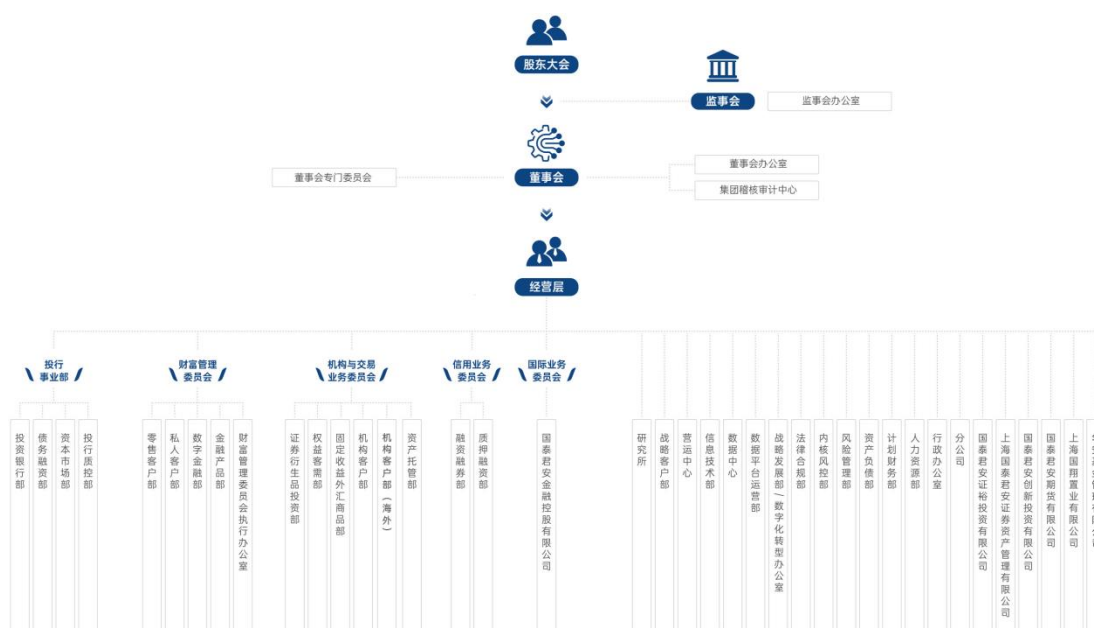 股东大会
监事会
监事会办公室
董事会办公室
董事会专门委员会
董事会
集团稽核审计中心
经营层
投行
事业部
财富管理
委员会
机构与交易
业务委员会
信用业务
委员会
国际业务
委员会
投资银行部
债务融资部
资本市场部
投行质控部
零售客户部
私人客户部
数字金融部
金融产品部
财富管理委员会执行办公室
证券衍生品投资部
权益客需部
固定收益外汇商品部
机构客户部
机构客户部（海外）
资产托管部
融资融券部
质押融资部
国泰君安金融控股有限公司
研究所
战略客户部
营运中心
信息技术部
数据中心
数据平台运营部
战略发展部/数字化转型办公室
法律合规部
内核风控部
风险管理部
资产负债部
计划财务部
人力资源部
行政办公室
分公司
国泰君安证裕投资有限公司
上海国泰君安证券资产管理有限公司
国泰君安创新投资有限公司
国泰君安期货有限公司
上海国翔置业有限公司